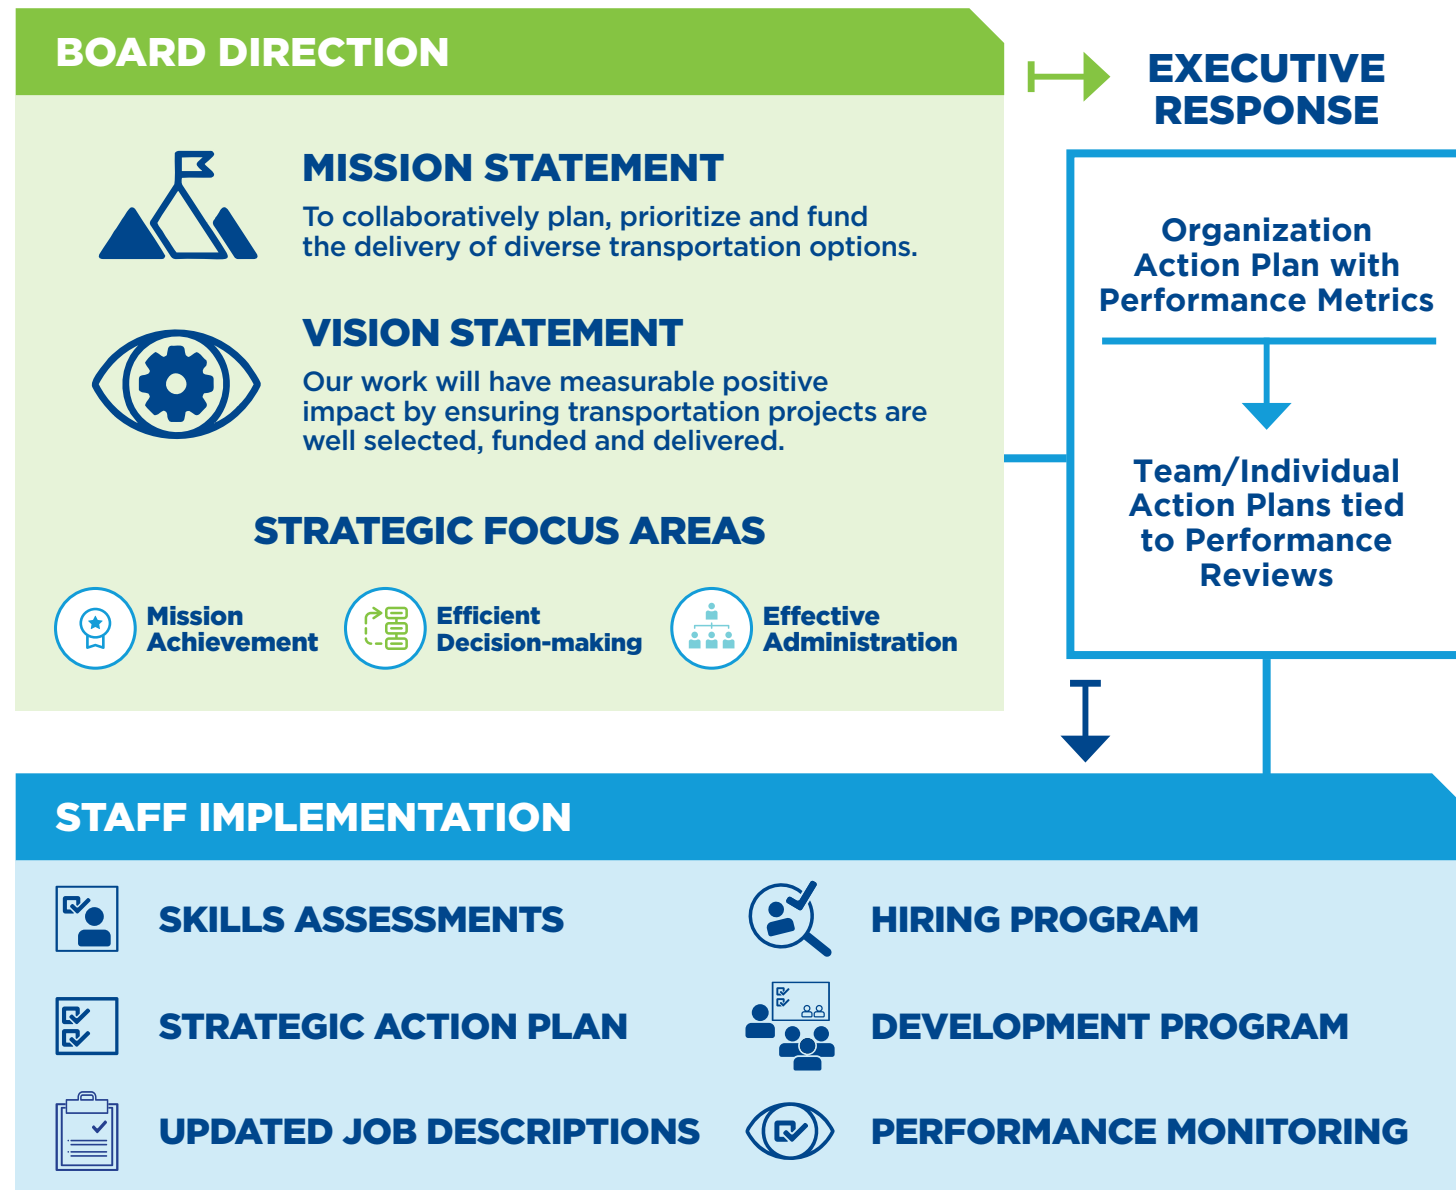 BOARD DIRECTION
MISSION STATEMENT
To collaboratively plan, prioritize and fund
the delivery of diverse transportation options.
VISION STATEMENT
Our work will have measurable positive
impact by ensuring transportation projects are
well selected, funded and delivered.
STRATEGIC FOCUS AREAS
Mission
Achievement
Efficient
Decision-making
Effective
Administration
EXECUTIVE
RESPONSE
Organization
Action Plan with
Performance Metrics
Team/Individual
Action Plans tied
to Performance
Reviews
STAFF IMPLEMENTATION
SKILLS ASSESSMENTS
HIRING PROGRAM
STRATEGIC ACTION PLAN
DEVELOPMENT PROGRAM
UPDATED JOB DESCRIPTIONS
PERFORMANCE MONITORING